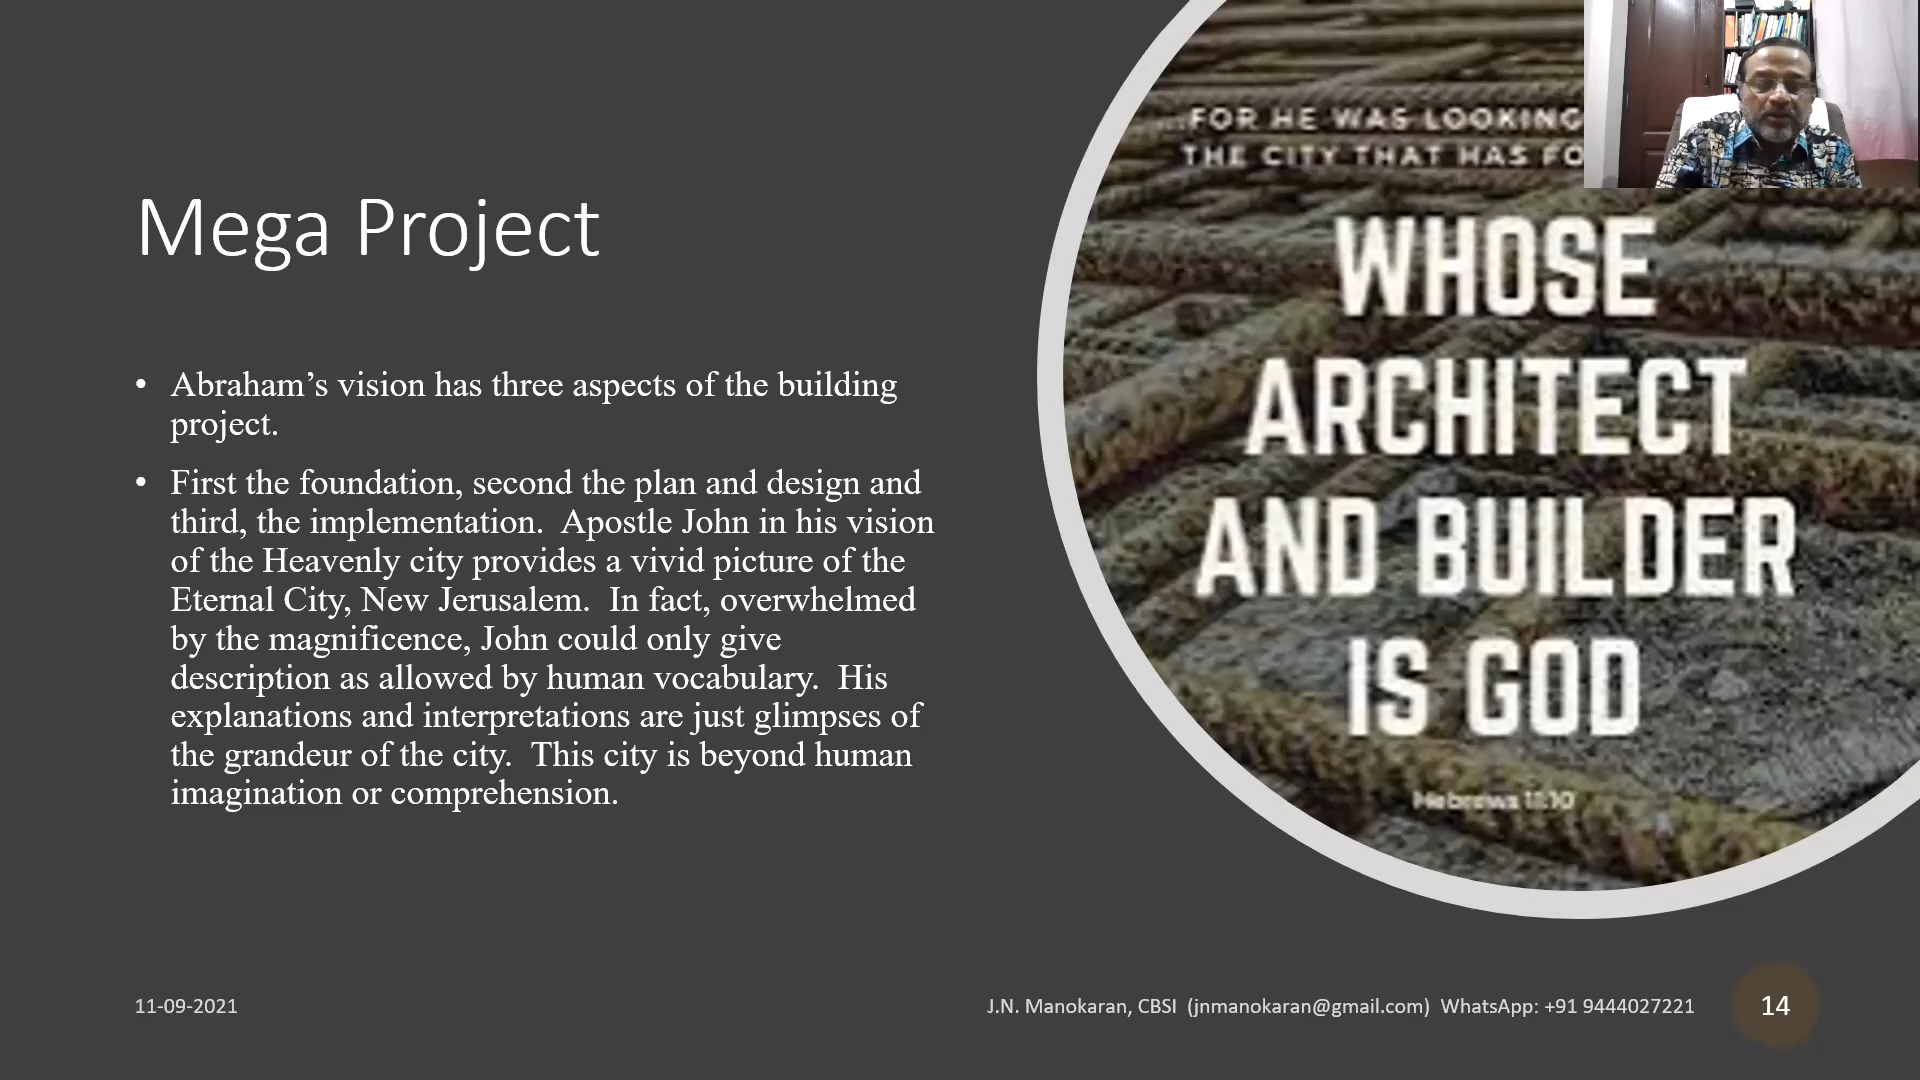 Mega Project
• Abraham’s vision has three aspects of the building
project.
• First the foundation, second the plan and design and
third, the implementation.  Apostle John in his vision
of the Heavenly city provides a vivid picture of the
Eternal City, New Jerusalem.  In fact, overwhelmed
by the magnificence, John could only give
description as allowed by human vocabulary.  His
explanations and interpretations are just glimpses of
the grandeur of the city.  This city is beyond human
imagination or comprehension.
...FOR HE WAS LOOKING
THE CITY THAT HAS FO
WHOSE
ARCHITECT
AND BUILDER
IS GOD
Hebrews 11:10
11-09-2021
J.N. Manokaran, CBSI  (jnmanokaran@gmail.com)  WhatsApp: +91 9444027221
14